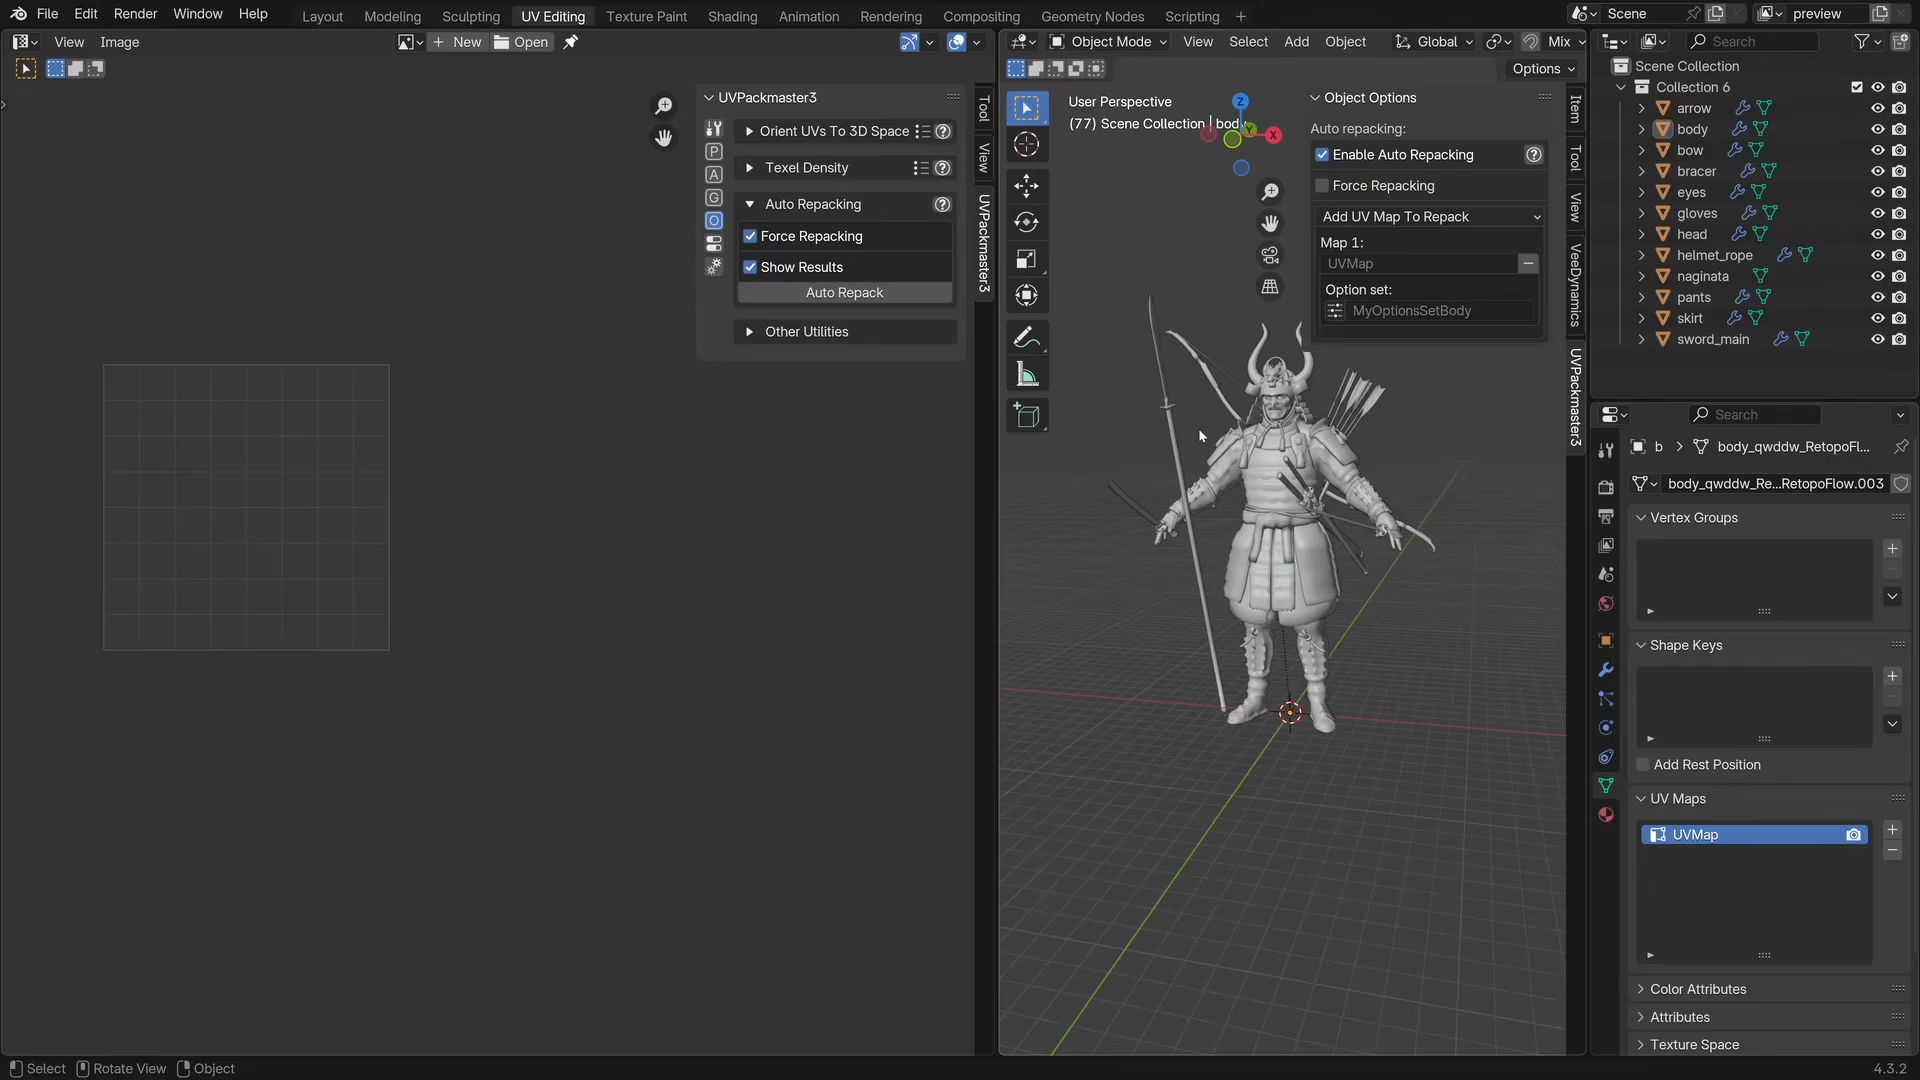 File Edit Render Window Help
Layout Modeling Sculpting UV Editing Texture Paint Shading Animation Rendering Compositing Geometry Nodes Scripting
Scene
preview
View Image
New Open
Object Mode View Select Add Object Global Mix
Search
Options
UVPackmaster3
Orient UVs To 3D Space
Texel Density
Auto Repacking
Force Repacking
Show Results
Auto Repack
Other Utilities
P
A
G
O
Tool
View
UVPackmaster3
User Perspective
(77) Scene Collection | body
Z
Y
X
Object Options
Auto repacking:
Enable Auto Repacking
Force Repacking
Add UV Map To Repack
Map 1:
UVMap
Option set:
MyOptionsSetBody
Item
Tool
View
VeeDynamics
UVPackmaster3
Scene Collection
Collection 6
arrow
body
bow
bracer
eyes
gloves
head
helmet_rope
naginata
pants
skirt
sword_main
Search
b > body_qwddw_RetopoFl...
body_qwddw_Re...RetopoFlow.003
Vertex Groups
Shape Keys
Add Rest Position
UV Maps
UVMap
Color Attributes
Attributes
Texture Space
Select Rotate View Object
4.3.2